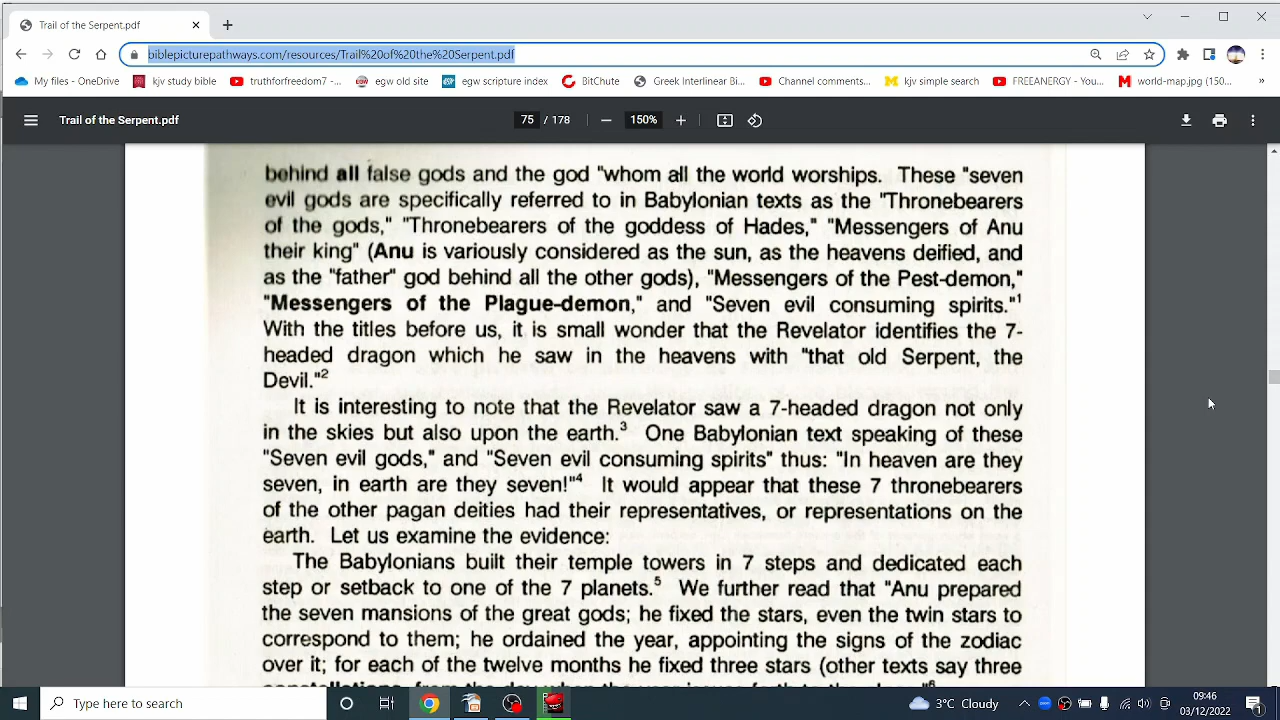 Trail of the Serpent.pdf
biblepicturepathways.com/resources/Trail%20of%20the%20Serpent.pdf
My files - OneDrive kjv study bible truthforfreedom7 -... egw old site egw scripture index BitChute Greek Interlinear Bi... Channel comments... kjv simple search FREEANERGY - You... world-map.jpg (150...
Trail of the Serpent.pdf 75 / 178 150%
behind all false gods and the god "whom all the world worships. These "seven
evil gods are specifically referred to in Babylonian texts as the "Thronebearers
of the gods," "Thronebearers of the goddess of Hades," "Messengers of Anu
their king" (Anu is variously considered as the sun, as the heavens deified, and
as the "father" god behind all the other gods), "Messengers of the Pest-demon,"
"Messengers of the Plague-demon," and "Seven evil consuming spirits."1
With the titles before us, it is small wonder that the Revelator identifies the 7-
headed dragon which he saw in the heavens with "that old Serpent, the
Devil."2
It is interesting to note that the Revelator saw a 7-headed dragon not only
in the skies but also upon the earth.3 One Babylonian text speaking of these
"Seven evil gods," and "Seven evil consuming spirits" thus: "In heaven are they
seven, in earth are they seven!"4 It would appear that these 7 thronebearers
of the other pagan deities had their representatives, or representations on the
earth. Let us examine the evidence:
The Babylonians built their temple towers in 7 steps and dedicated each
step or setback to one of the 7 planets.5 We further read that "Anu prepared
the seven mansions of the great gods; he fixed the stars, even the twin stars to
correspond to them; he ordained the year, appointing the signs of the zodiac
over it; for each of the twelve months he fixed three stars (other texts say three
Type here to search 3°C Cloudy 09:46
03/12/2022